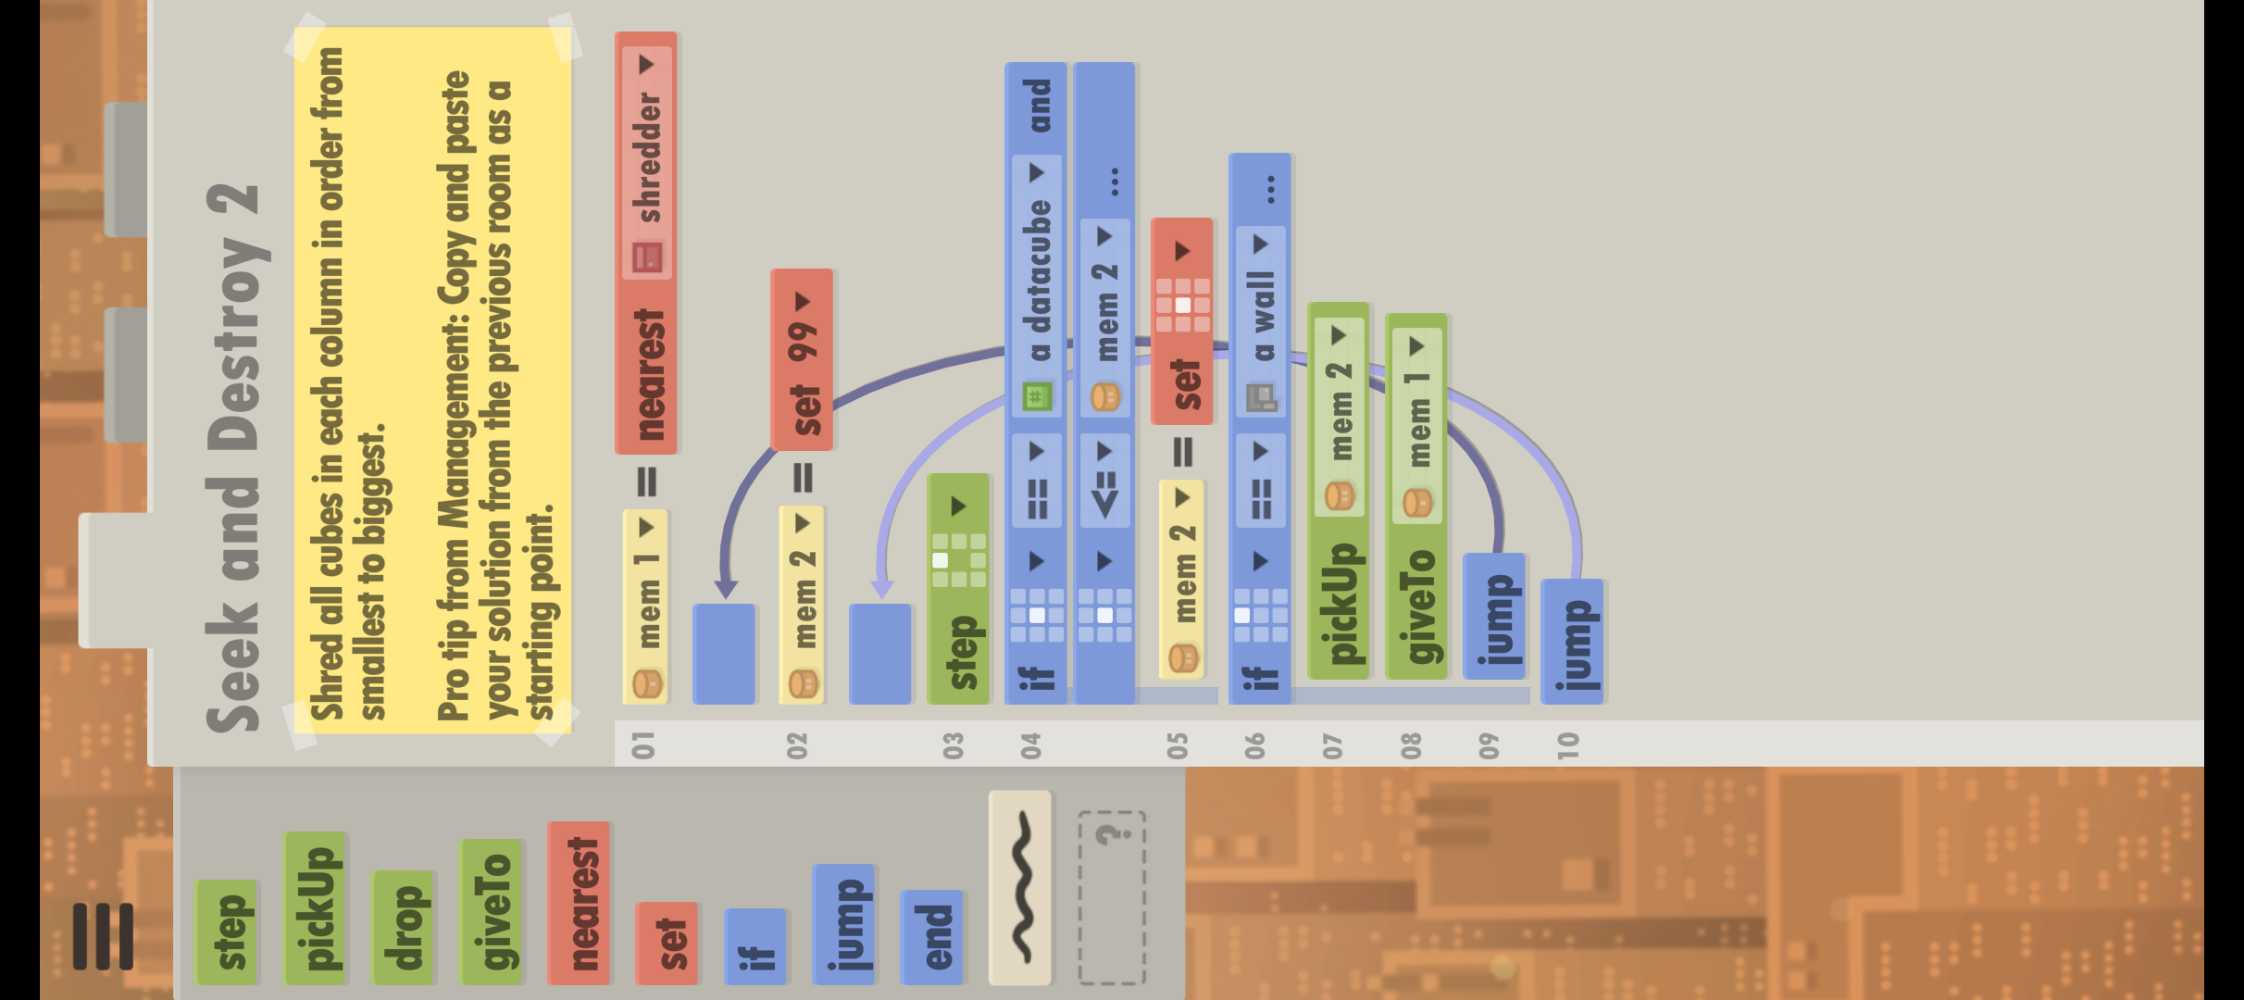 Seek and Destroy 2
Shred all cubes in each column in order from
smallest to biggest.
Pro tip from Management: Copy and paste
your solution from the previous room as a
starting point.
01 mem 1 = nearest shredder
02 mem 2 = set 99
03 step
04 if == a datacube and
<= mem 2 ...
05 mem 2 = set
06 if == a wall ...
07 pickUp mem 2
08 giveTo mem 1
09 jump
10 jump
step
pickUp
drop
giveTo
nearest
set
if
jump
end
?